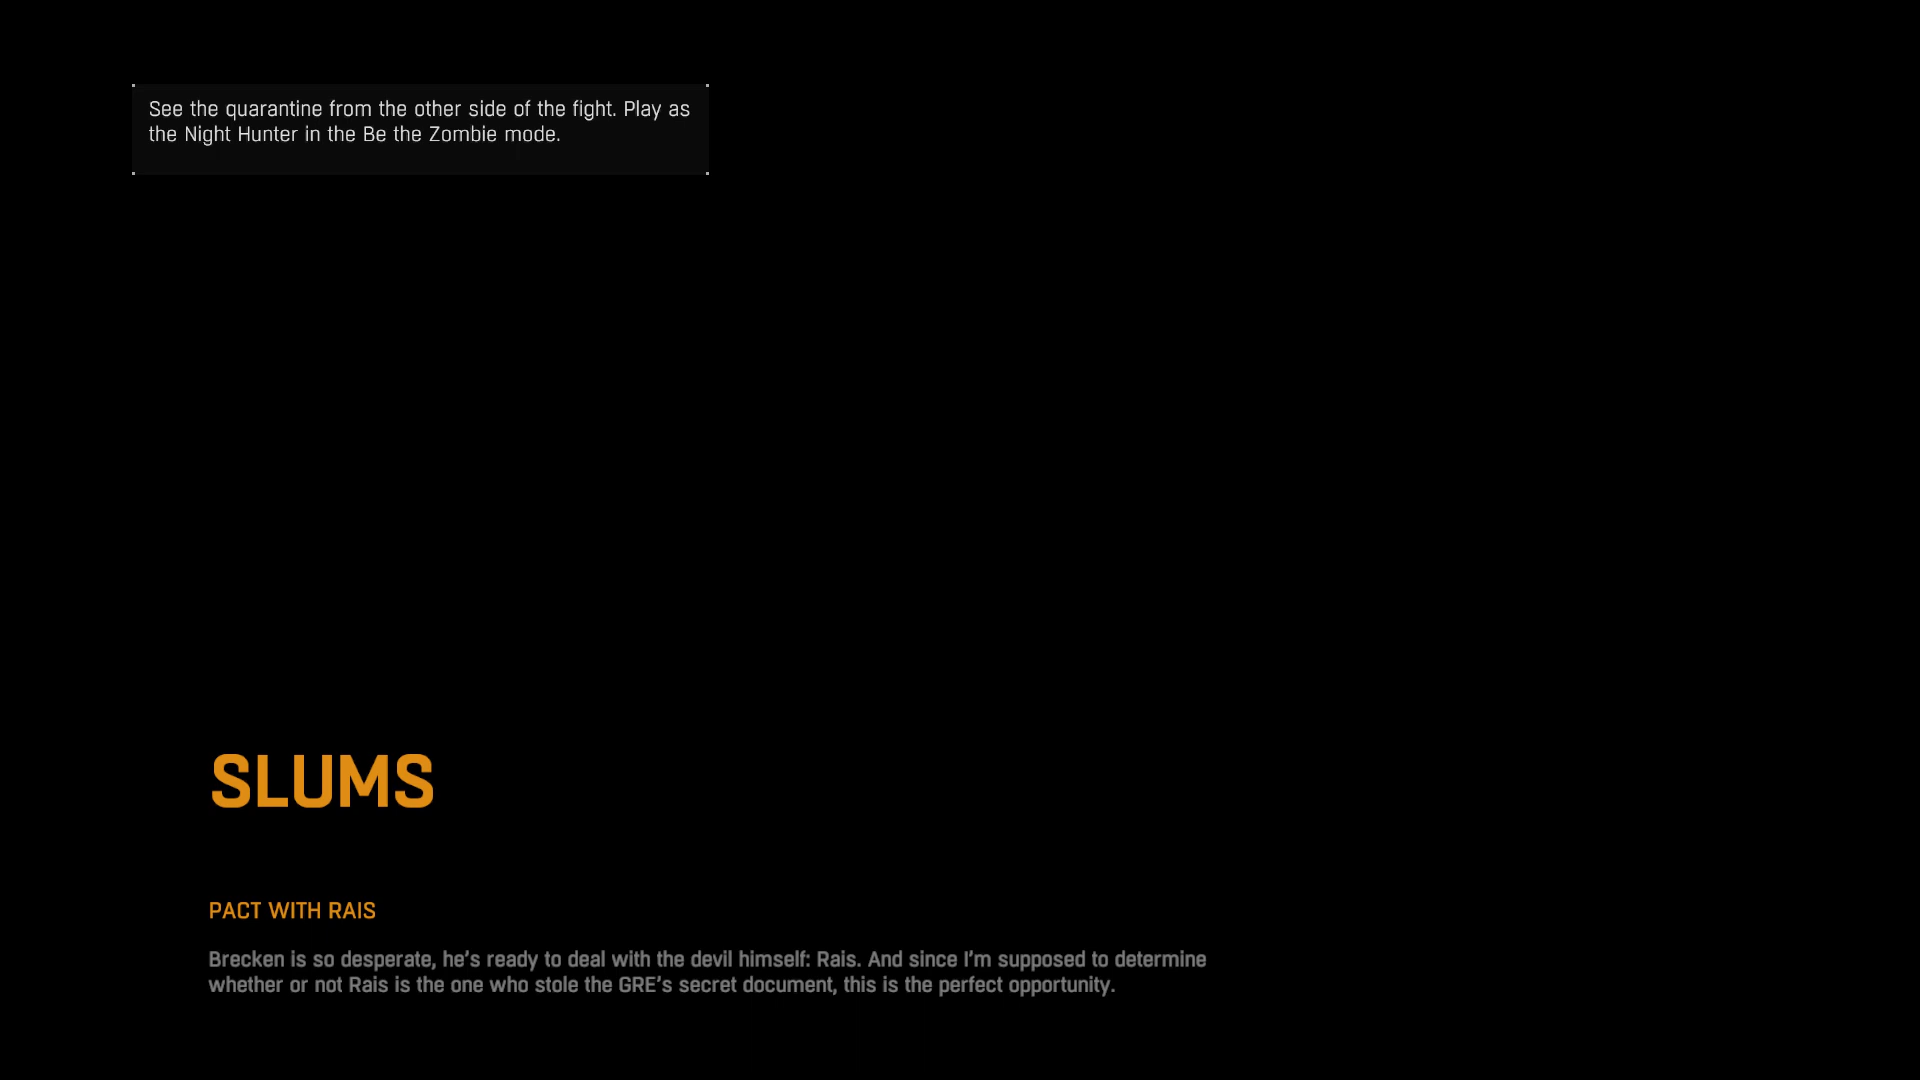 See the quarantine from the other side of the fight. Play as
the Night Hunter in the Be the Zombie mode.
SLUMS
PACT WITH RAIS
Brecken is so desperate, he's ready to deal with the devil himself: Rais. And since I'm supposed to determine
whether or not Rais is the one who stole the GRE's secret document, this is the perfect opportunity.